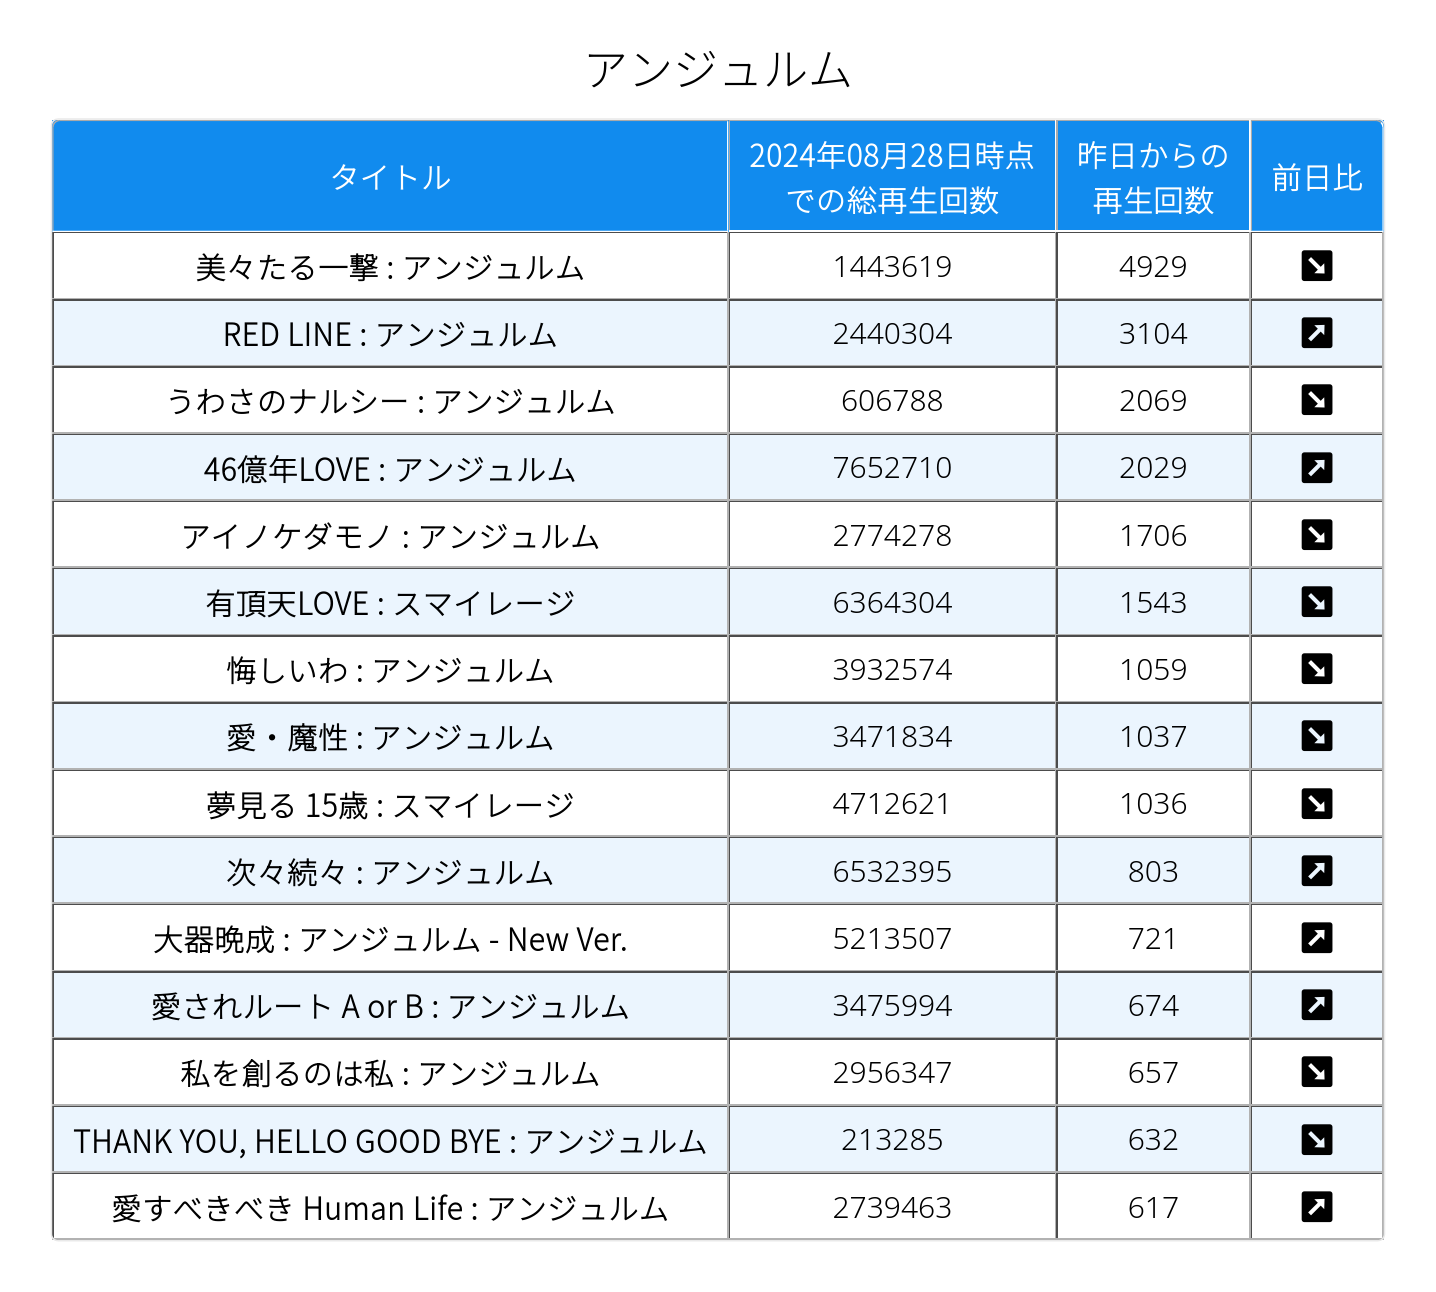 アンジュルム
タイトル 2024年08月28日時点での総再生回数 昨日からの再生回数 前日比
美々たる一撃 : アンジュルム 1443619 4929 ↘
RED LINE : アンジュルム 2440304 3104 ↗
うわさのナルシー : アンジュルム 606788 2069 ↘
46億年LOVE : アンジュルム 7652710 2029 ↗
アイノケダモノ : アンジュルム 2774278 1706 ↘
有頂天LOVE : スマイレージ 6364304 1543 ↘
悔しいわ : アンジュルム 3932574 1059 ↘
愛・魔性 : アンジュルム 3471834 1037 ↘
夢見る 15歳 : スマイレージ 4712621 1036 ↘
次々続々 : アンジュルム 6532395 803 ↗
大器晩成 : アンジュルム - New Ver. 5213507 721 ↗
愛されルート A or B : アンジュルム 3475994 674 ↗
私を創るのは私 : アンジュルム 2956347 657 ↘
THANK YOU, HELLO GOOD BYE : アンジュルム 213285 632 ↘
愛すべきべき Human Life : アンジュルム 2739463 617 ↗